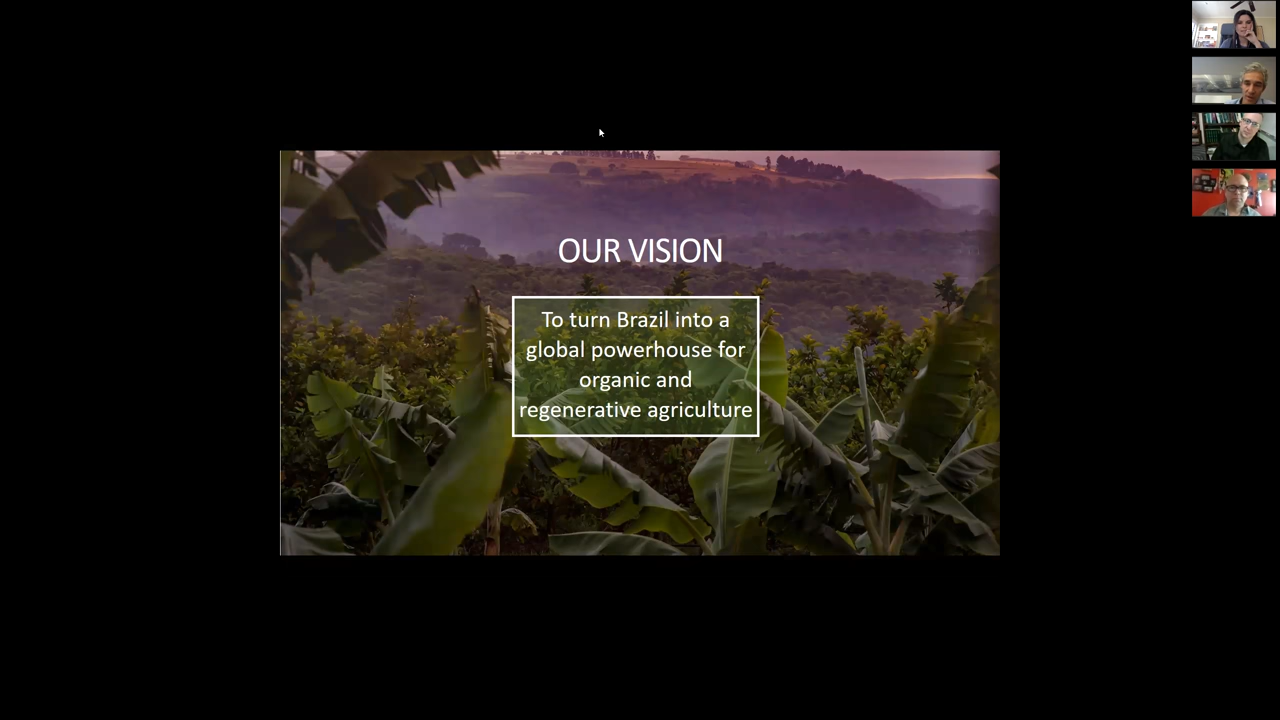 OUR VISION
To turn Brazil into a
global powerhouse for
organic and
regenerative agriculture